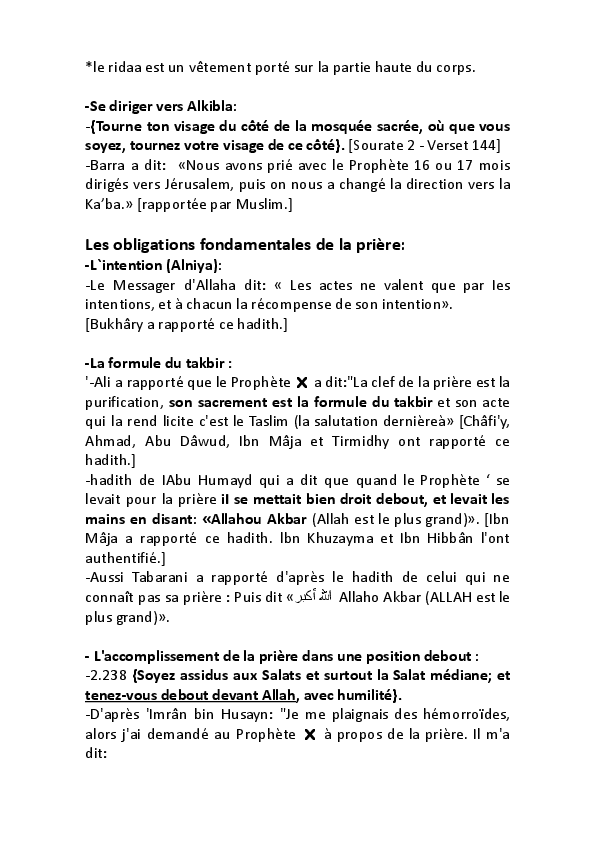 *le ridaa est un vêtement porté sur la partie haute du corps.
-Se diriger vers Alkibla:
-{Tourne ton visage du côté de la mosquée sacrée, où que vous
soyez, tournez votre visage de ce côté}. [Sourate 2 - Verset 144]
-Barra a dit: «Nous avons prié avec le Prophète 16 ou 17 mois
dirigés vers Jérusalem, puis on nous a changé la direction vers la
Ka’ba.» [rapportée par Muslim.]
Les obligations fondamentales de la prière:
-L`intention (Alniya):
-Le Messager d'Allaha dit: « Les actes ne valent que par Ies
intentions, et à chacun la récompense de son intention».
[Bukhâry a rapporté ce hadith.]
-La formule du takbir :
'-Ali a rapporté que le Prophète ✕ a dit:"La clef de la prière est la
purification, son sacrement est la formule du takbir et son acte
qui la rend licite c'est le Taslim (la salutation dernièreà» [Châfi'y,
Ahmad, Abu Dâwud, Ibn Mâja et Tirmidhy ont rapporté ce
hadith.]
-hadith de IAbu Humayd qui a dit que quand le Prophète ‘ se
levait pour la prière iI se mettait bien droit debout, et levait les
mains en disant: «Allahou Akbar (Allah est le plus grand)». [Ibn
Mâja a rapporté ce hadith. lbn Khuzayma et Ibn Hibbân l'ont
authentifié.]
-Aussi Tabarani a rapporté d'après le hadith de celui qui ne
connaît pas sa prière : Puis dit «الله أكبر Allaho Akbar (ALLAH est le
plus grand)».
- L'accomplissement de la prière dans une position debout :
-2.238 {Soyez assidus aux Salats et surtout la Salat médiane; et
tenez-vous debout devant Allah, avec humilité}.
-D'après 'Imrân bin Husayn: "Je me plaignais des hémorroïdes,
alors j'ai demandé au Prophète ✕ à propos de la prière. Il m'a
dit: